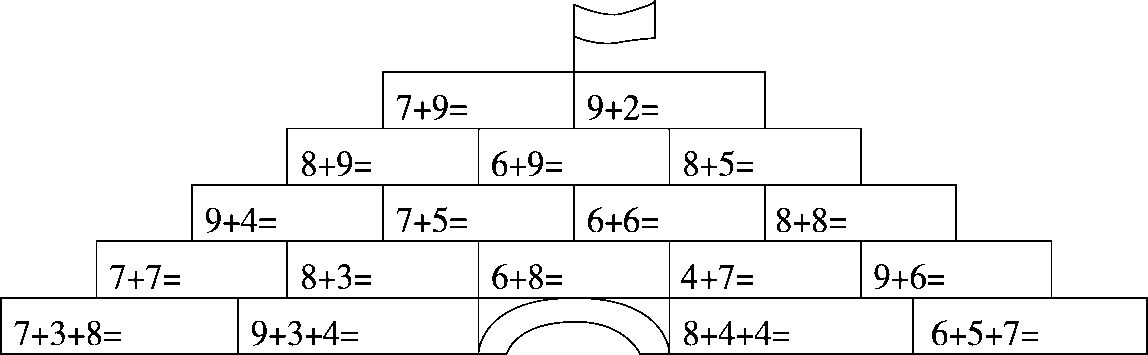 7+9= 9+2=
8+9= 6+9= 8+5=
9+4= 7+5= 6+6= 8+8=
7+7= 8+3= 6+8= 4+7= 9+6=
7+3+8= 9+3+4= 8+4+4= 6+5+7=